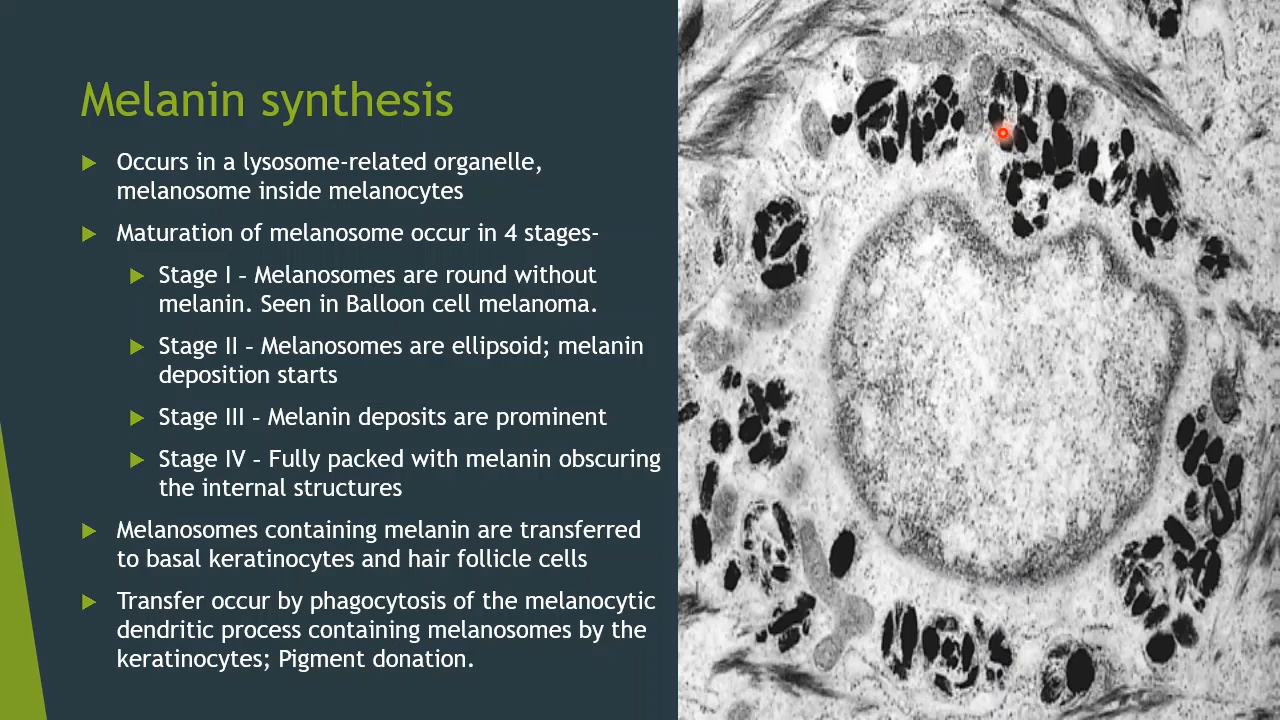 Melanin synthesis
Occurs in a lysosome-related organelle,
melanosome inside melanocytes
Maturation of melanosome occur in 4 stages-
Stage I – Melanosomes are round without
melanin. Seen in Balloon cell melanoma.
Stage II – Melanosomes are ellipsoid; melanin
deposition starts
Stage III – Melanin deposits are prominent
Stage IV – Fully packed with melanin obscuring
the internal structures
Melanosomes containing melanin are transferred
to basal keratinocytes and hair follicle cells
Transfer occur by phagocytosis of the melanocytic
dendritic process containing melanosomes by the
keratinocytes; Pigment donation.